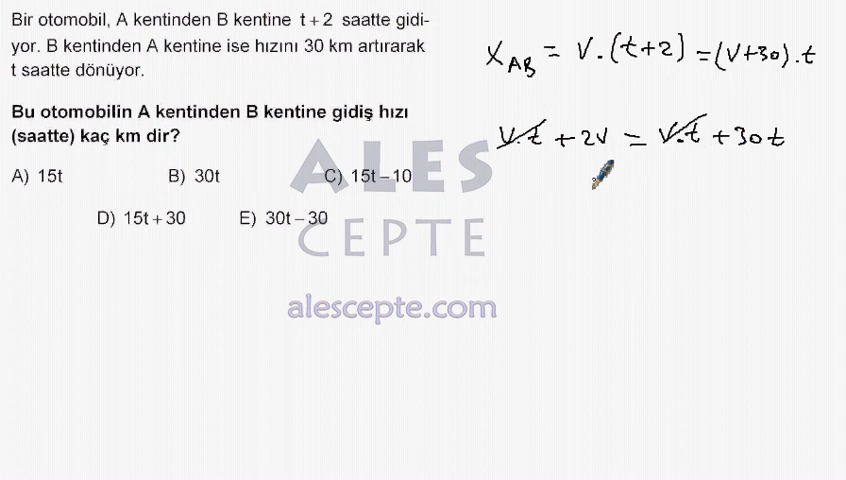 Bir otomobil, A kentinden B kentine t + 2 saatte gidi-
yor. B kentinden A kentine ise hızını 30 km artırarak
t saatte dönüyor.
Bu otomobilin A kentinden B kentine gidiş hızı
(saatte) kaç km dir?
A) 15t B) 30t C) 15t – 10
D) 15t + 30 E) 30t – 30
X_AB = V.(t+2) = (V+30).t
V.t + 2V = V.t + 30t
ALES
CEPTE
alescepte.com